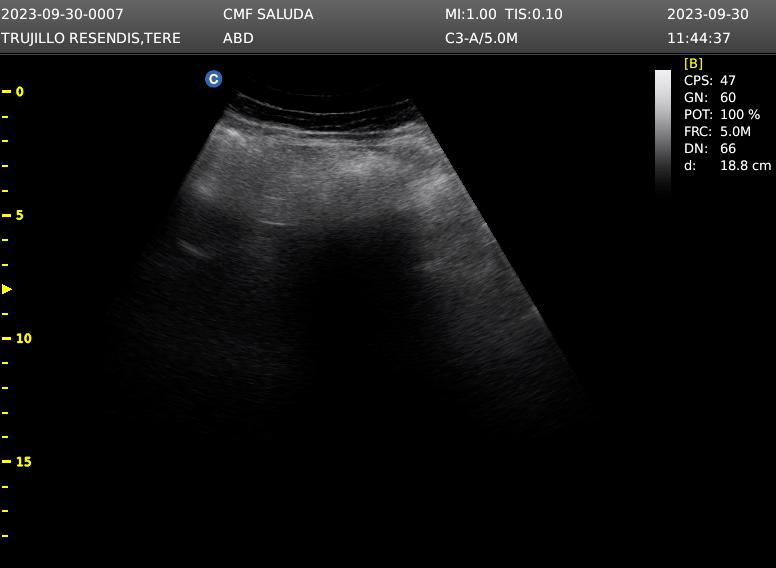 2023-09-30-0007 CMF SALUDA MI:1.00 TIS:0.10 2023-09-30
TRUJILLO RESENDIS,TERE ABD C3-A/5.0M 11:44:37
[B]
C
CPS: 47
0
GN: 60
POT: 100 %
FRC: 5.0M
DN: 66
d: 18.8 cm
5
10
15